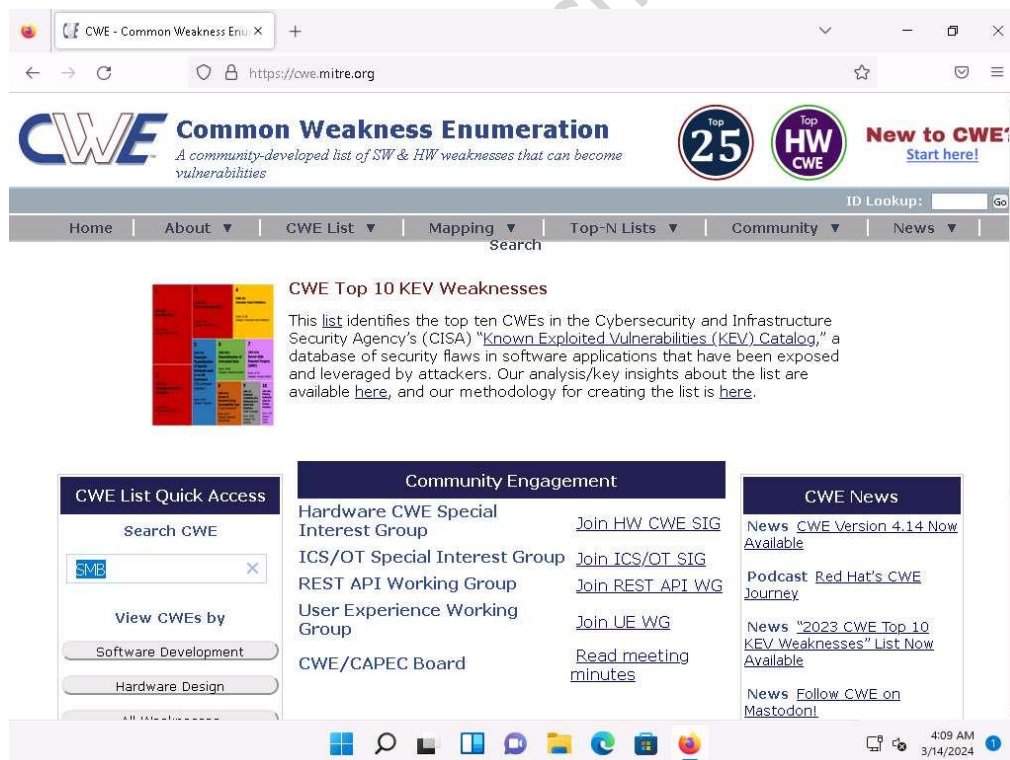 CWE - Common Weakness Enu
https://cwe.mitre.org
CWE
Common Weakness Enumeration
A community-developed list of SW & HW weaknesses that can become
vulnerabilities
Top
25
Top
HW
CWE
New to CWE?
Start here!
ID Lookup:
Go
Home
About ▼
CWE List ▼
Mapping ▼
Top-N Lists ▼
Community ▼
News ▼
Search
CWE Top 10 KEV Weaknesses
This list identifies the top ten CWEs in the Cybersecurity and Infrastructure
Security Agency's (CISA) "Known Exploited Vulnerabilities (KEV) Catalog," a
database of security flaws in software applications that have been exposed
and leveraged by attackers. Our analysis/key insights about the list are
available here, and our methodology for creating the list is here.
CWE List Quick Access
Search CWE
SMB
View CWEs by
Software Development
Hardware Design
All Weaknesses
Community Engagement
Hardware CWE Special
Interest Group
Join HW CWE SIG
ICS/OT Special Interest Group
Join ICS/OT SIG
REST API Working Group
Join REST API WG
User Experience Working
Group
Join UE WG
CWE/CAPEC Board
Read meeting
minutes
CWE News
News CWE Version 4.14 Now
Available
Podcast Red Hat's CWE
Journey
News "2023 CWE Top 10
KEV Weaknesses" List Now
Available
News Follow CWE on
Mastodon!
4:09 AM
3/14/2024
1